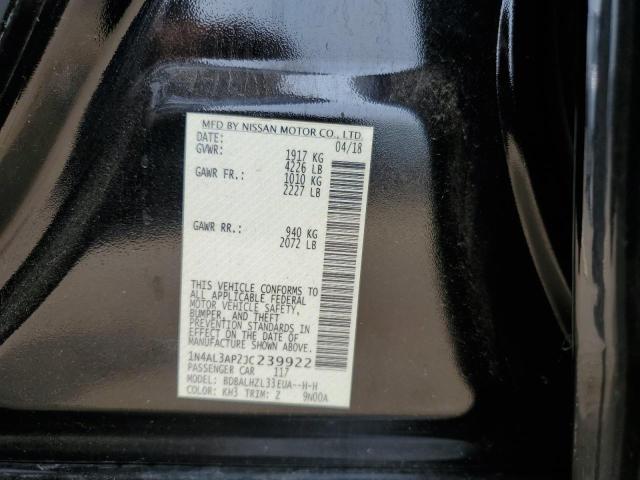 MFD BY NISSAN MOTOR CO., LTD.
DATE: 04/18
GVWR: 1917 KG
4226 LB
GAWR FR.: 1010 KG
2227 LB
GAWR RR.: 940 KG
2072 LB
THIS VEHICLE CONFORMS TO
ALL APPLICABLE FEDERAL
MOTOR VEHICLE SAFETY,
BUMPER, AND THEFT
PREVENTION STANDARDS IN
EFFECT ON THE DATE OF
MANUFACTURE SHOWN ABOVE.
1N4AL3AP2JC239922
PASSENGER CAR 117
MODEL: BDBALHZL33EUA--H-H
COLOR: KH3 TRIM: Z 9N00A